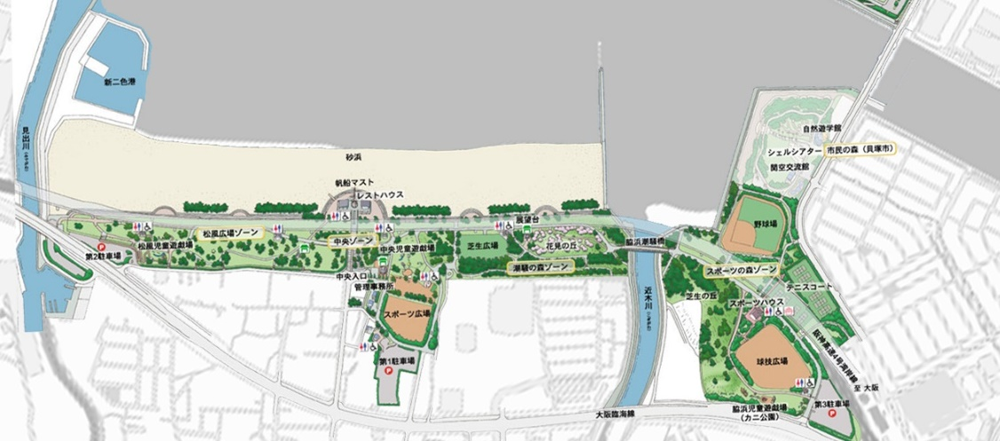 新二色港
見出川
砂浜
帆船マスト
レストハウス
自然遊学館
シェルシアター
市民の森（貝塚市）
関空交流館
松風広場ゾーン
松風児童遊戯場
第2駐車場
P
中央ゾーン
中央児童遊戯場
中央入口
管理事務所
スポーツ広場
第1駐車場
P
展望台
芝生広場
花見の丘
潮騒の森ゾーン
脇浜潮騒橋
近木川
野球場
スポーツの森ゾーン
テニスコート
芝生の丘
スポーツハウス
球技広場
阪神高速4号湾岸線
至 大阪
大阪臨海線
脇浜児童遊戯場
（カニ公園）
第3駐車場
P